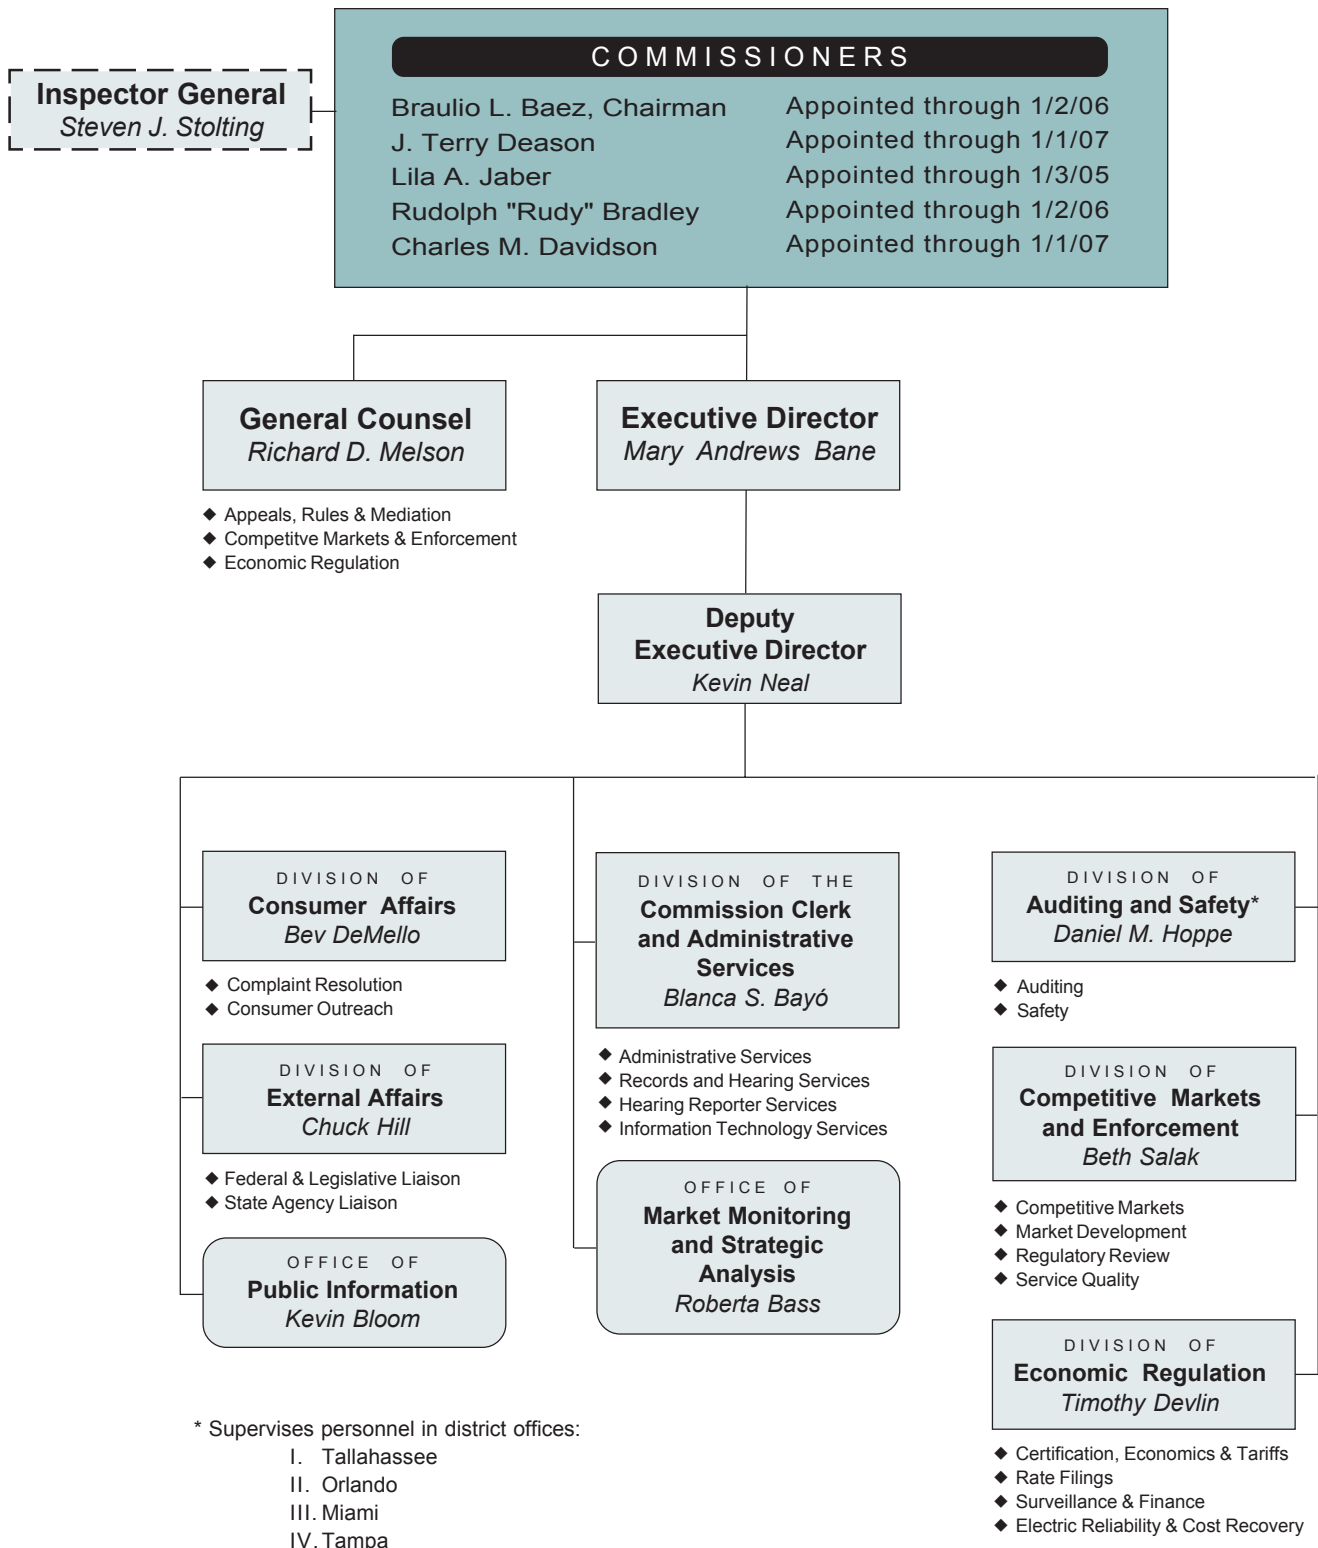 COMMISSIONERS
Inspector General
Steven J. Stolting
Braulio L. Baez, Chairman Appointed through 1/2/06
J. Terry Deason Appointed through 1/1/07
Lila A. Jaber Appointed through 1/3/05
Rudolph "Rudy" Bradley Appointed through 1/2/06
Charles M. Davidson Appointed through 1/1/07
General Counsel
Richard D. Melson
◆ Appeals, Rules & Mediation
◆ Competitve Markets & Enforcement
◆ Economic Regulation
Executive Director
Mary Andrews Bane
Deputy
Executive Director
Kevin Neal
DIVISION OF
Consumer Affairs
Bev DeMello
◆ Complaint Resolution
◆ Consumer Outreach
DIVISION OF
External Affairs
Chuck Hill
◆ Federal & Legislative Liaison
◆ State Agency Liaison
OFFICE OF
Public Information
Kevin Bloom
DIVISION OF THE
Commission Clerk
and Administrative
Services
Blanca S. Bayó
◆ Administrative Services
◆ Records and Hearing Services
◆ Hearing Reporter Services
◆ Information Technology Services
OFFICE OF
Market Monitoring
and Strategic
Analysis
Roberta Bass
DIVISION OF
Auditing and Safety*
Daniel M. Hoppe
◆ Auditing
◆ Safety
DIVISION OF
Competitive Markets
and Enforcement
Beth Salak
◆ Competitive Markets
◆ Market Development
◆ Regulatory Review
◆ Service Quality
DIVISION OF
Economic Regulation
Timothy Devlin
◆ Certification, Economics & Tariffs
◆ Rate Filings
◆ Surveillance & Finance
◆ Electric Reliability & Cost Recovery
* Supervises personnel in district offices:
I. Tallahassee
II. Orlando
III. Miami
IV. Tampa